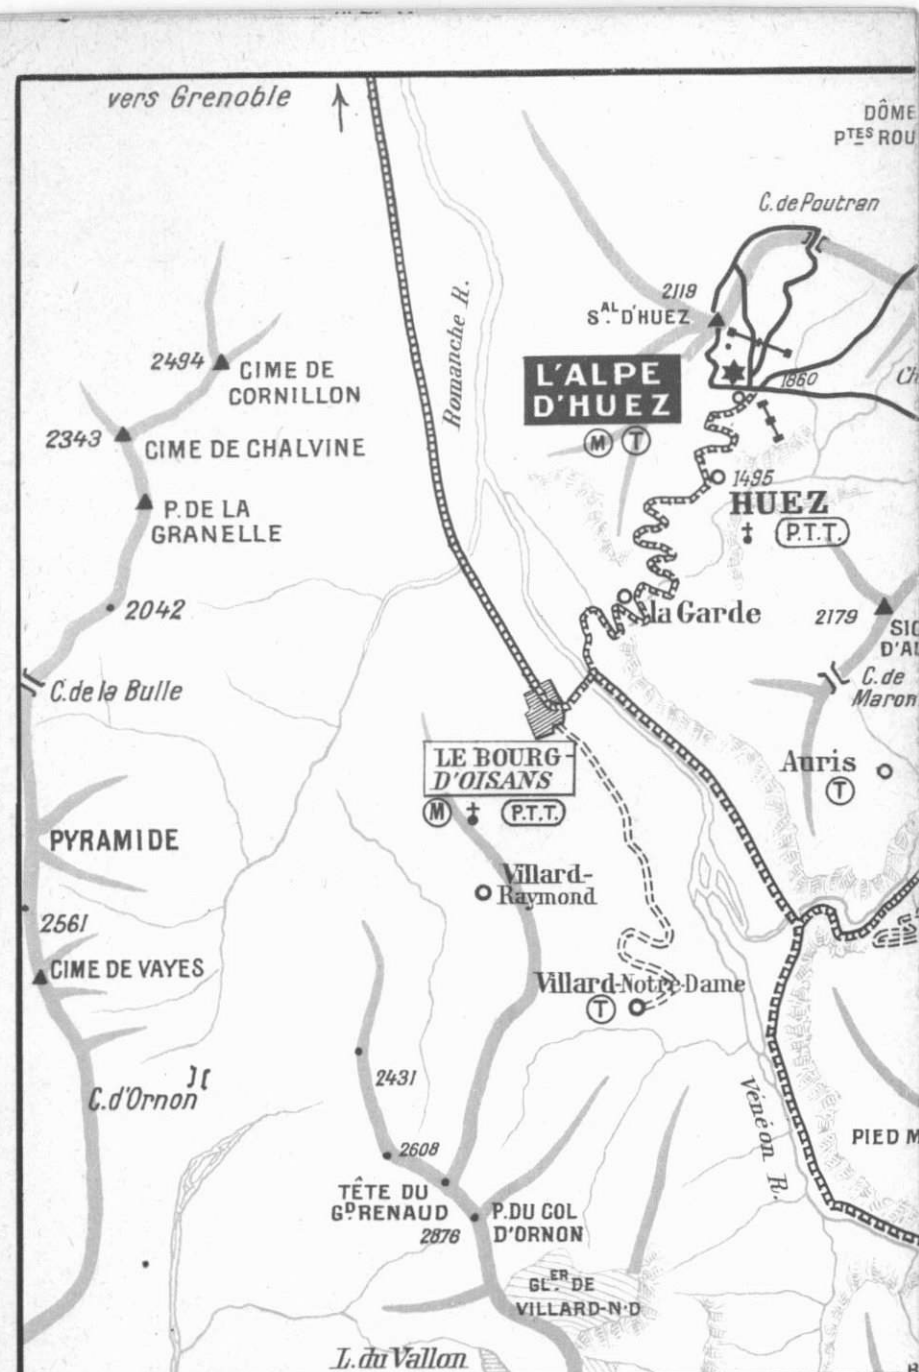 vers Grenoble
DÔME
PTES ROU
C. de Poutran
2119
SAL D'HUEZ
Romanche R.
2494
CIME DE
CORNILLON
L'ALPE
D'HUEZ
1860
Ch
M T
2343
CIME DE CHALVINE
1495
HUEZ
P.T.T.
P. DE LA
GRANELLE
2042
la Garde
2179
SIG
D'AU
C. de la Bulle
C. de
Maron
LE BOURG-
D'OISANS
M P.T.T.
Auris
T
PYRAMIDE
Villard-
Raymond
2561
CIME DE VAYES
Villard-Notre-Dame
T
2431
C. d'Ornon
Vénéon R.
PIED M
2608
TÊTE DU
GD RENAUD
2876
P. DU COL
D'ORNON
GLER DE
VILLARD-N-D
L. du Vallon